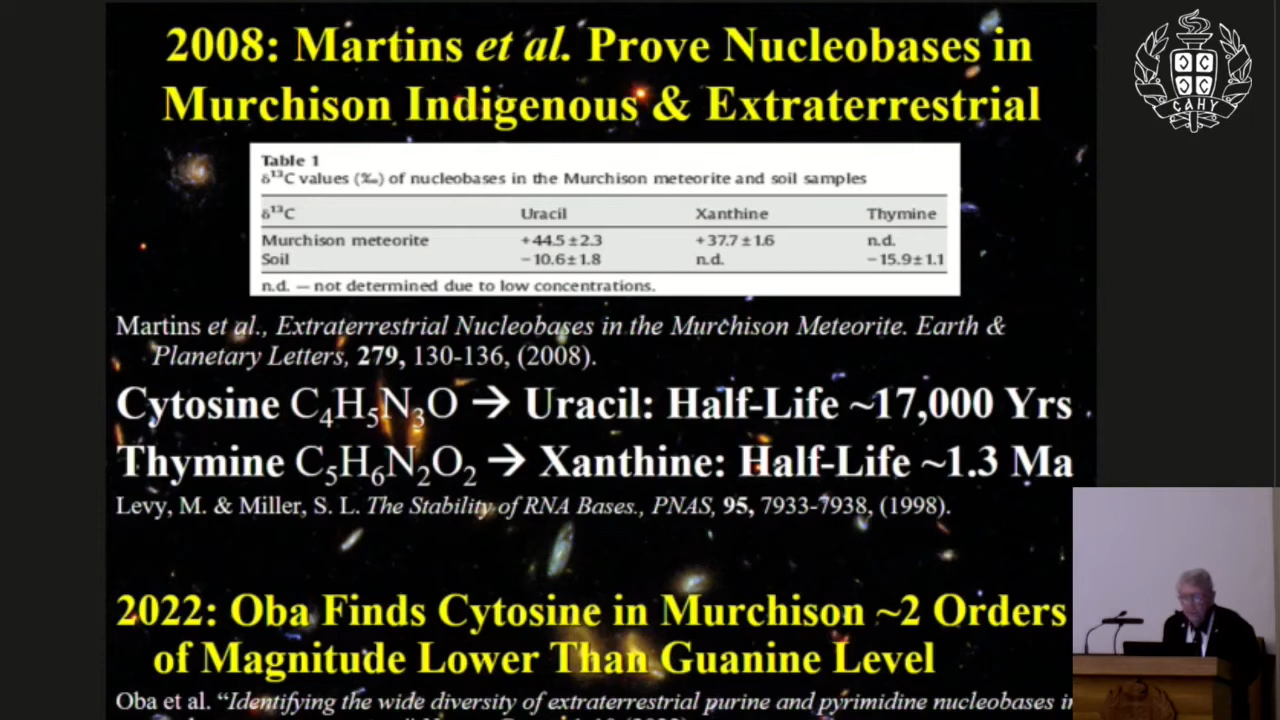 2008: Martins et al. Prove Nucleobases in
Murchison Indigenous & Extraterrestrial
Table 1
δ¹³C values (‰) of nucleobases in the Murchison meteorite and soil samples
δ¹³C Uracil Xanthine Thymine
Murchison meteorite +44.5±2.3 +37.7±1.6 n.d.
Soil −10.6±1.8 n.d. −15.9±1.1
n.d. — not determined due to low concentrations.
Martins et al., Extraterrestrial Nucleobases in the Murchison Meteorite. Earth &
Planetary Letters, 279, 130-136, (2008).
Cytosine C₄H₅N₃O → Uracil: Half-Life ~17,000 Yrs
Thymine C₅H₆N₂O₂ → Xanthine: Half-Life ~1.3 Ma
Levy, M. & Miller, S. L. The Stability of RNA Bases., PNAS, 95, 7933-7938, (1998).
2022: Oba Finds Cytosine in Murchison ~2 Orders
of Magnitude Lower Than Guanine Level
Oba et al. “Identifying the wide diversity of extraterrestrial purine and pyrimidine nucleobases in
САНУ